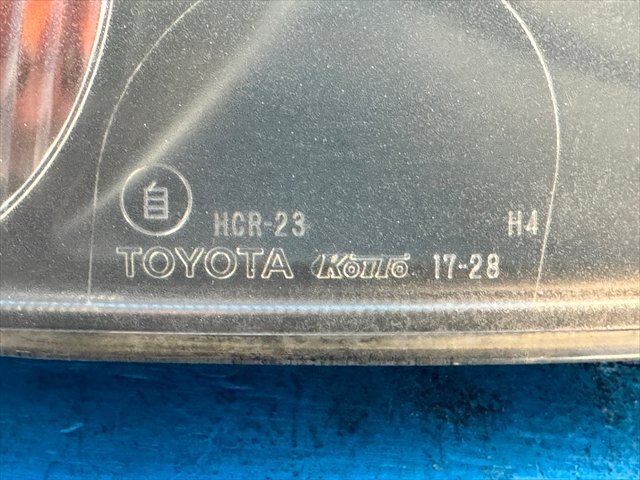 自 HCR-23 H4
TOYOTA KOITO 17-28